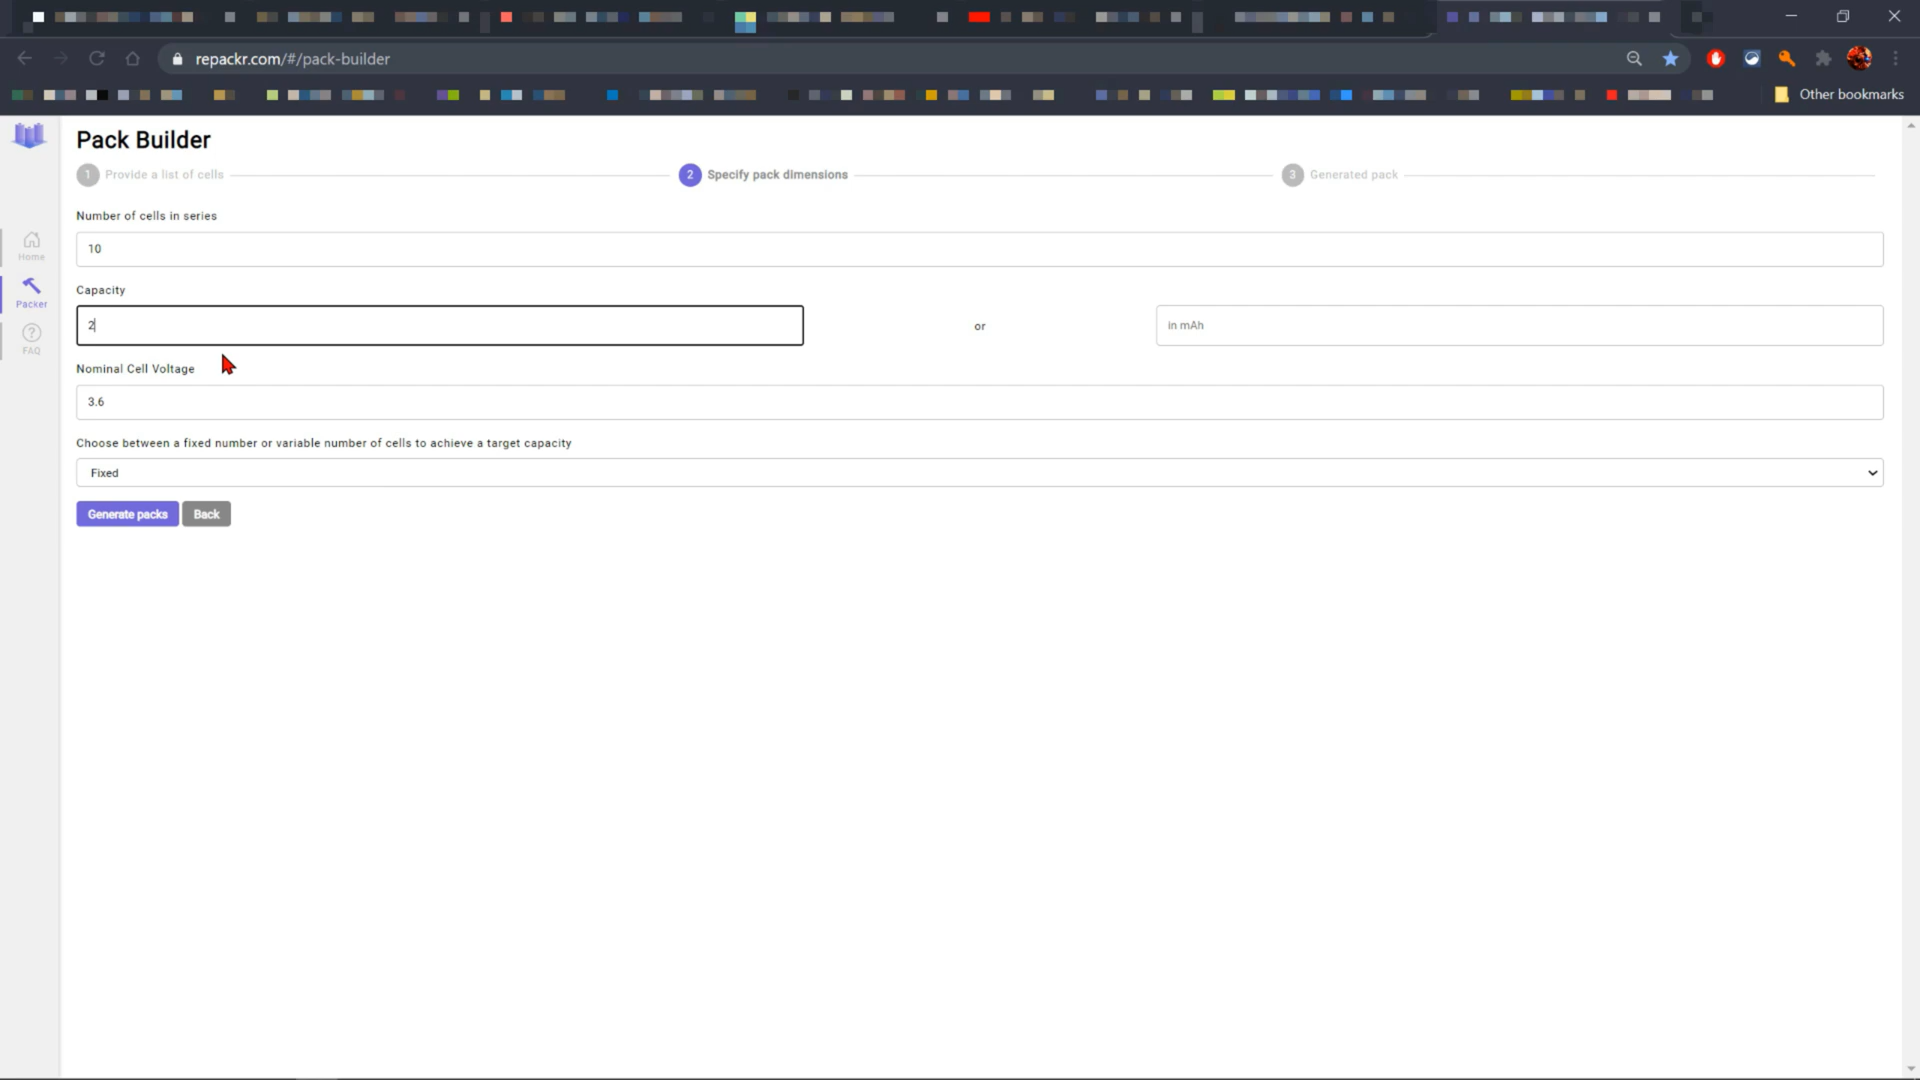 repackr.com/#/pack-builder
Other bookmarks
Pack Builder
1 Provide a list of cells
2 Specify pack dimensions
3 Generated pack
Number of cells in series
10
Home
Capacity
Packer
2
or
in mAh
FAQ
Nominal Cell Voltage
3.6
Choose between a fixed number or variable number of cells to achieve a target capacity
Fixed
Generate packs
Back